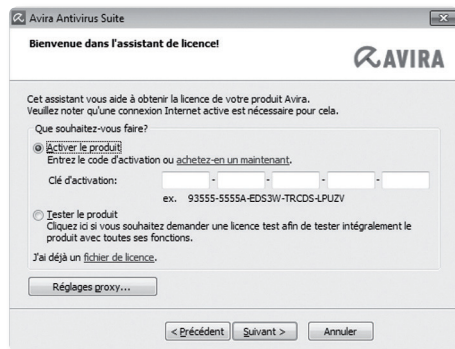 Avira Antivirus Suite
Bienvenue dans l'assistant de licence!
AVIRA
Cet assistant vous aide à obtenir la licence de votre produit Avira.
Veuillez noter qu'une connexion Internet active est nécessaire pour cela.
Que souhaitez-vous faire?
Activer le produit
Entrez le code d'activation ou achetez-en un maintenant.
Clé d'activation: - - - -
ex. 93555-5555A-EDS3W-TRCDS-LPUZV
Tester le produit
Cliquez ici si vous souhaitez demander une licence test afin de tester intégralement le
produit avec toutes ses fonctions.
J'ai déjà un fichier de licence.
Réglages proxy...
< Précédent Suivant > Annuler